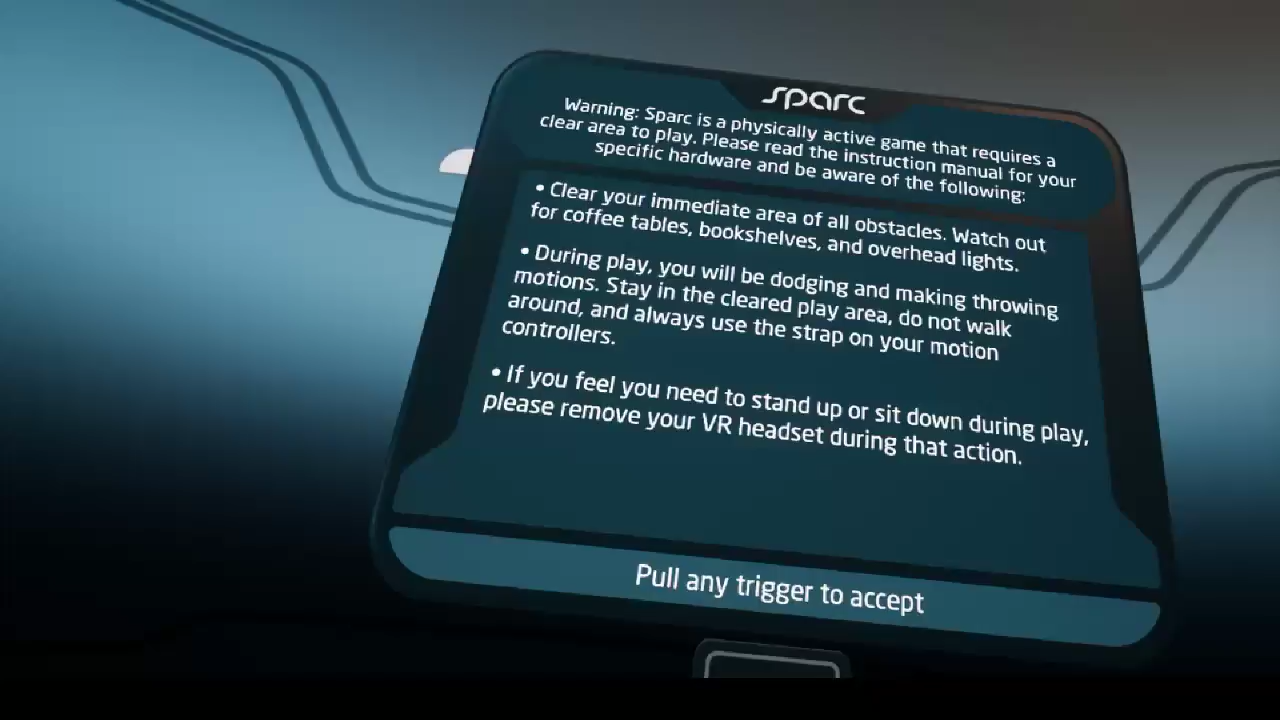 sparc
Warning: Sparc is a physically active game that requires a
clear area to play. Please read the instruction manual for your
specific hardware and be aware of the following:
• Clear your immediate area of all obstacles. Watch out
for coffee tables, bookshelves, and overhead lights.
• During play, you will be dodging and making throwing
motions. Stay in the cleared play area, do not walk
around, and always use the strap on your motion
controllers.
• If you feel you need to stand up or sit down during play,
please remove your VR headset during that action.
Pull any trigger to accept